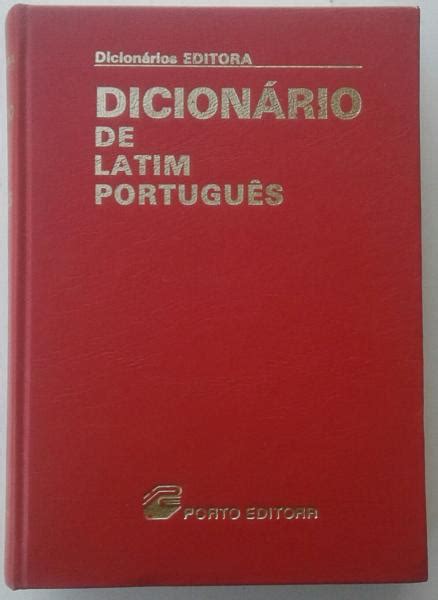 Dicionários EDITORA
DICIONÁRIO
DE
LATIM
PORTUGUÊS
PORTO EDITORA